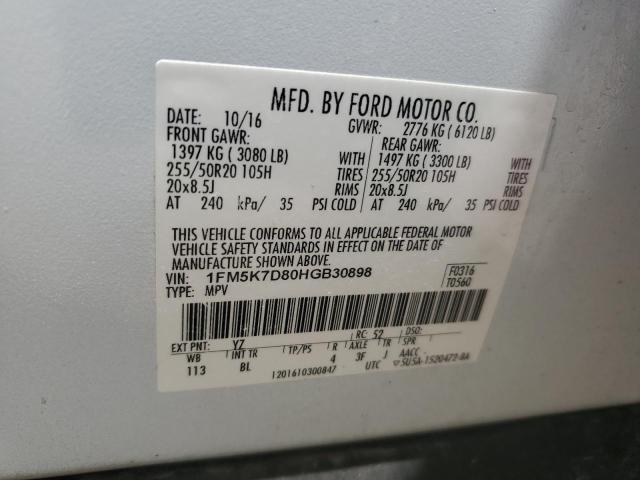 MFD. BY FORD MOTOR CO.
DATE: 10/16 GVWR: 2776 KG ( 6120 LB)
FRONT GAWR: REAR GAWR:
1397 KG ( 3080 LB) WITH 1497 KG ( 3300 LB) WITH
255/50R20 105H TIRES 255/50R20 105H TIRES
20x8.5J RIMS 20x8.5J RIMS
AT 240 kPa/ 35 PSI COLD AT 240 kPa/ 35 PSI COLD
THIS VEHICLE CONFORMS TO ALL APPLICABLE FEDERAL MOTOR
VEHICLE SAFETY STANDARDS IN EFFECT ON THE DATE OF
MANUFACTURE SHOWN ABOVE.
VIN: 1FM5K7D80HGB30898 F0316
TYPE: MPV T0560
EXT PNT: YZ RC: 52 DSO:
WB INT TR TP/PS R AXLE TR SPR
113 BL 4 3F J AACC
1201610300847 UTC 5U5A-1520472-BA